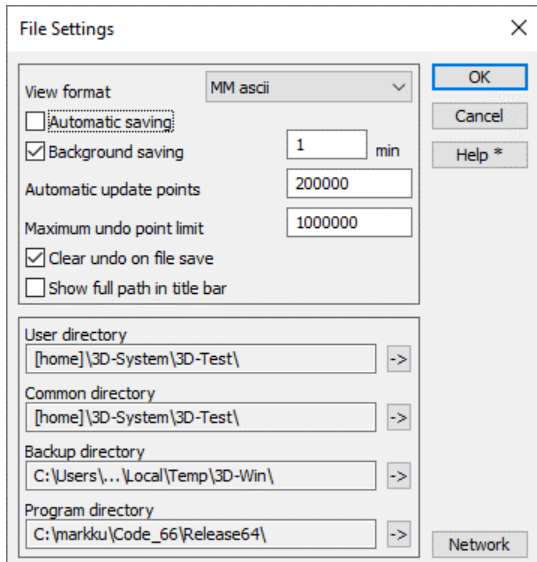 File Settings
View format MM ascii
OK
Automatic saving
Cancel
Background saving 1 min
Help *
Automatic update points 200000
Maximum undo point limit 1000000
Clear undo on file save
Show full path in title bar
User directory
[home]\3D-System\3D-Test\ ->
Common directory
[home]\3D-System\3D-Test\ ->
Backup directory
C:\Users\...\Local\Temp\3D-Win\ ->
Program directory
C:\markku\Code_66\Release64\ ->
Network